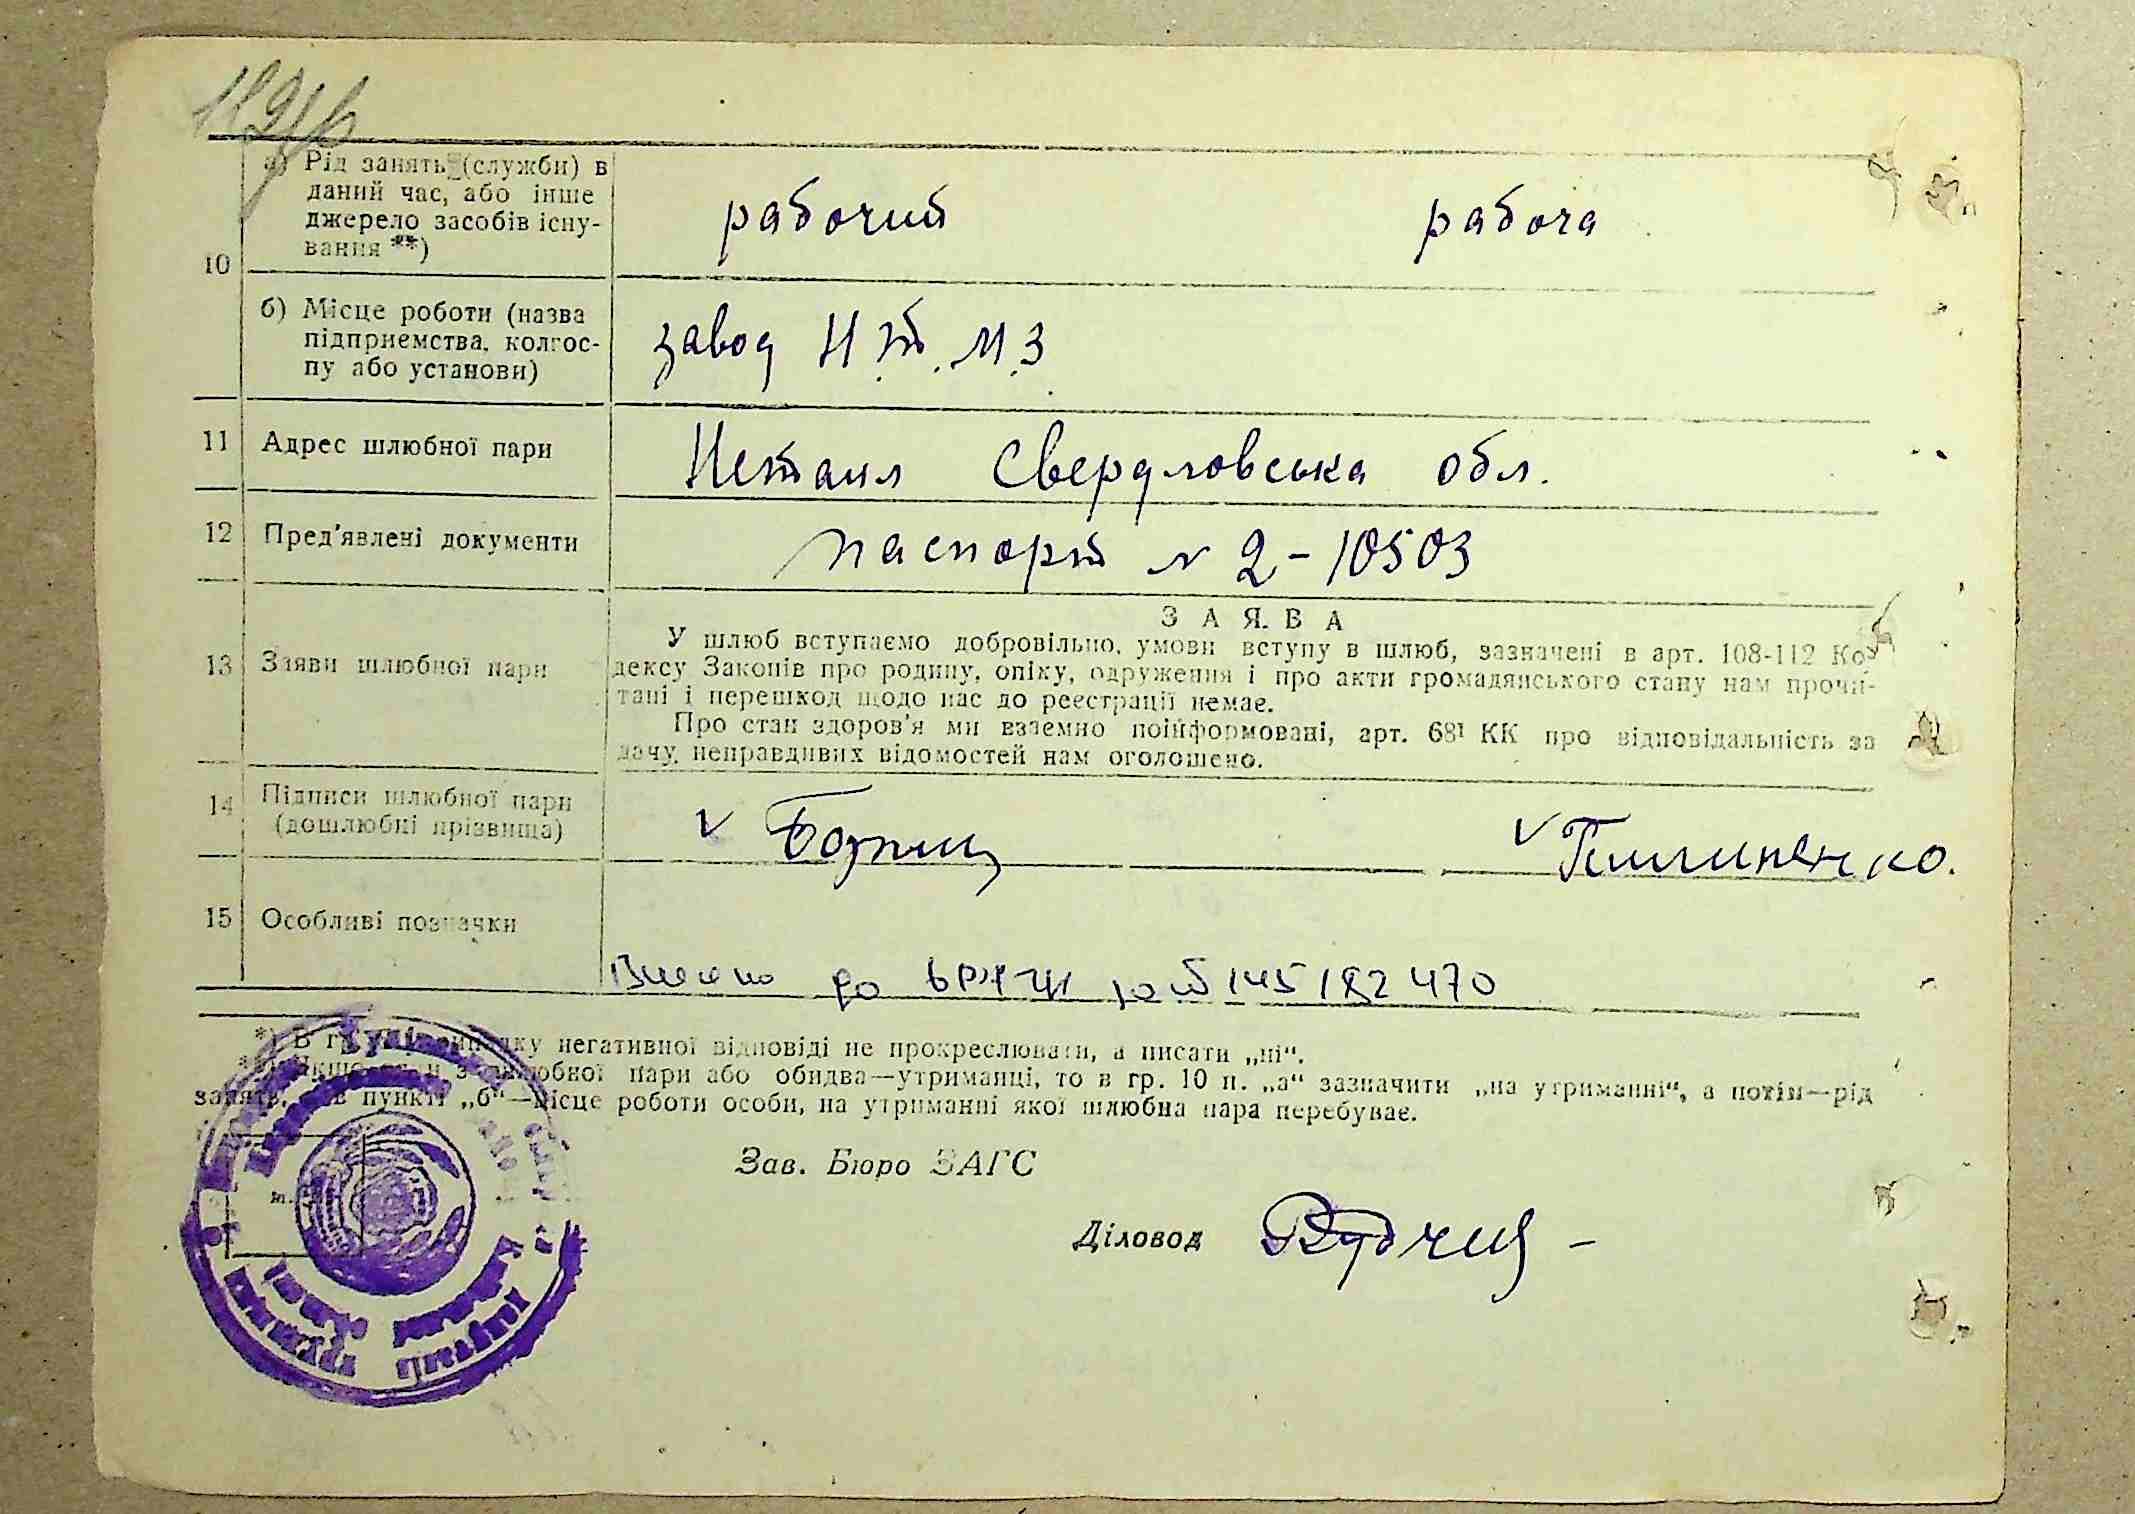 10
а) Рід занять (служби) в
даний час, або інше
джерело засобів існу-
вання **)
рабочий рабоча
б) Місце роботи (назва
підприємства, колгос-
пу або установи)
завод Н.Т.М.З
11 Адрес шлюбної пари
Свердловська обл.
12 Пред'явлені документи
паспорт № 2-10503
13 Заяви шлюбної пари
ЗАЯВА
У шлюб вступаємо добровільно, умови вступу в шлюб, зазначені в арт. 108-112 Ко-
дексу Законів про родину, опіку, одруження і про акти громадянського стану нам прочи-
тані і перешкод щодо нас до реєстрації немає.
Про стан здоров'я ми взаємно поінформовані, арт. 68¹ КК про відповідальність за
дачу неправдивих відомостей нам оголошено.
14 Підписи шлюбної пари
(дошлюбні прізвища)
15 Особливі позначки
Внесено до 145182470
*) В гр. випадку негативної відповіді не прокреслювати, а писати „ні“.
**) Якщо з шлюбної пари або обидва—утриманці, то в гр. 10 п. „а“ зазначити „на утриманні“, а потім—рід
занять, в пункті „б“—місце роботи особи, на утриманні якої шлюбна пара перебуває.
Зав. Бюро ЗАГС
Діловод